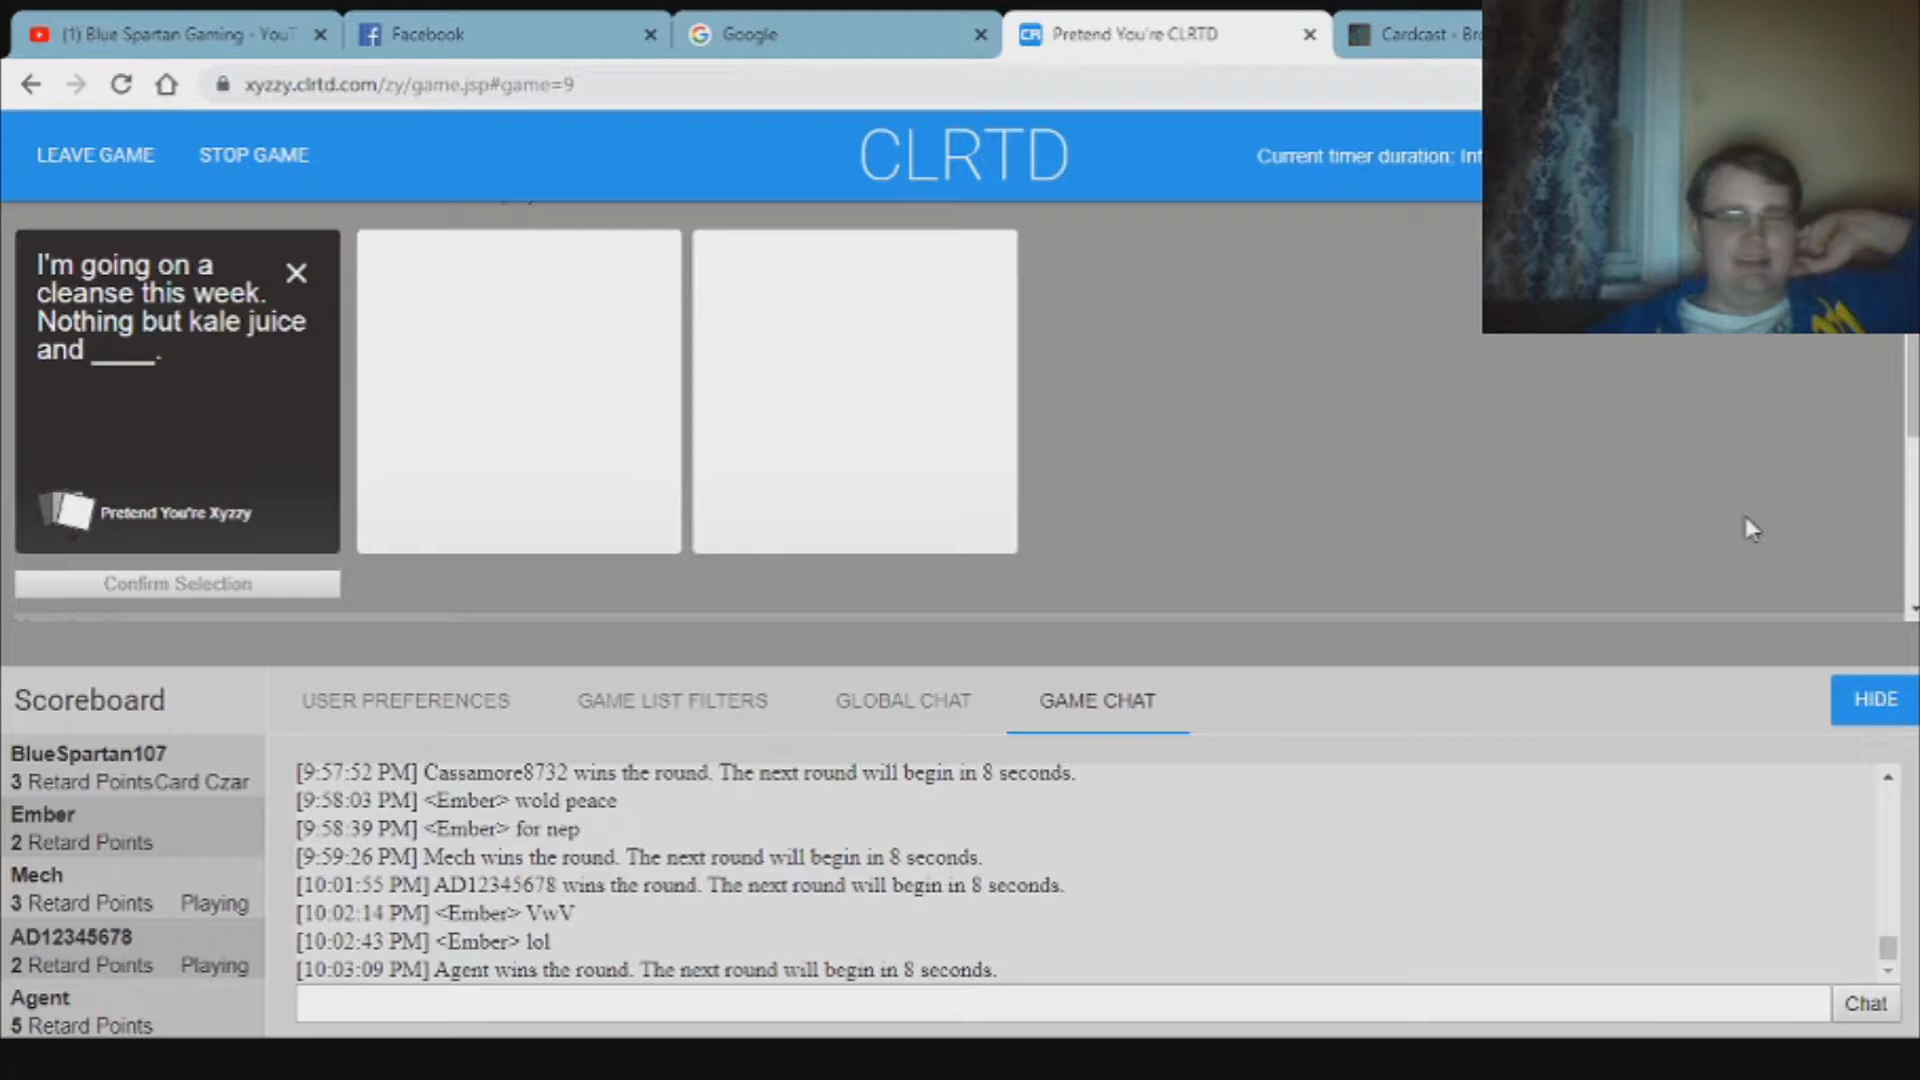 (1) Blue Spartan Gaming - YouT
Facebook
Google
CR Pretend You're CLRTD
Cardcast - Bro
xyzzy.clrtd.com/zy/game.jsp#game=9
LEAVE GAME STOP GAME
CLRTD
Current timer duration: Inf
I'm going on a
cleanse this week.
Nothing but kale juice
and _____.
Pretend You're Xyzzy
Confirm Selection
Scoreboard
USER PREFERENCES GAME LIST FILTERS GLOBAL CHAT GAME CHAT
HIDE
BlueSpartan107
3 Retard PointsCard Czar
Ember
2 Retard Points
Mech
3 Retard Points Playing
AD12345678
2 Retard Points Playing
Agent
5 Retard Points
[9:57:52 PM] Cassamore8732 wins the round. The next round will begin in 8 seconds.
[9:58:03 PM] <Ember> wold peace
[9:58:39 PM] <Ember> for nep
[9:59:26 PM] Mech wins the round. The next round will begin in 8 seconds.
[10:01:55 PM] AD12345678 wins the round. The next round will begin in 8 seconds.
[10:02:14 PM] <Ember> VwV
[10:02:43 PM] <Ember> lol
[10:03:09 PM] Agent wins the round. The next round will begin in 8 seconds.
Chat